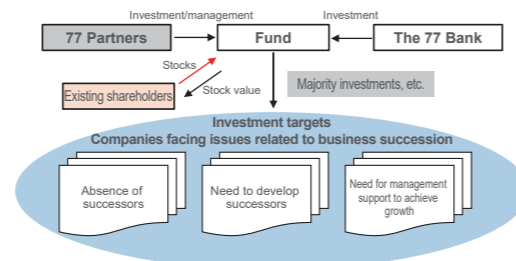 Investment/management
Investment
77 Partners
Fund
The 77 Bank
Stocks
Existing shareholders
Stock value
Majority investments, etc.
Investment targets
Companies facing issues related to business succession
Absence of
successors
Need to develop
successors
Need for management
support to achieve
growth